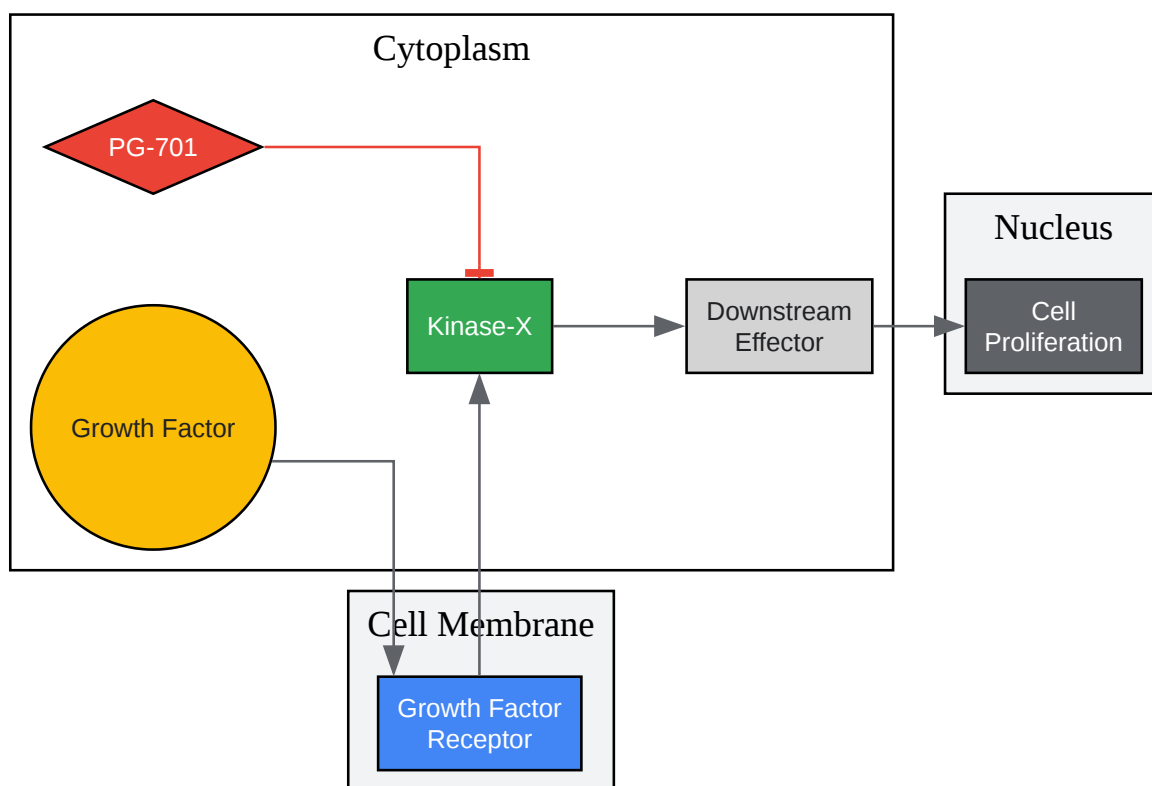 Cytoplasm
PG-701
Nucleus
Kinase-X
Downstream
Effector
Cell
Proliferation
Growth Factor
Cell Membrane
Growth Factor
Receptor